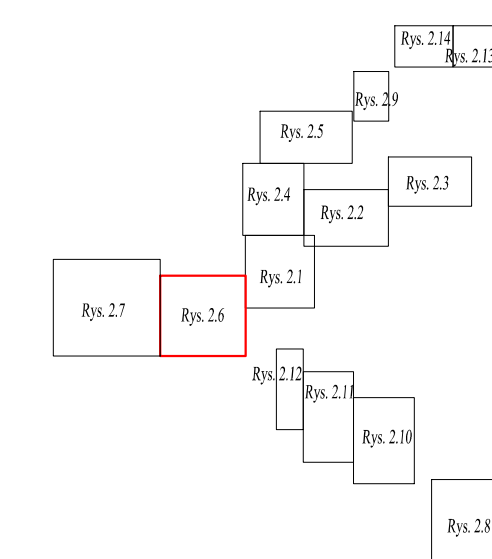 Rys. 2.14
Rys. 2.13
Rys. 2.9
Rys. 2.5
Rys. 2.3
Rys. 2.4
Rys. 2.2
Rys. 2.1
Rys. 2.7
Rys. 2.6
Rys. 2.12
Rys. 2.11
Rys. 2.10
Rys. 2.8